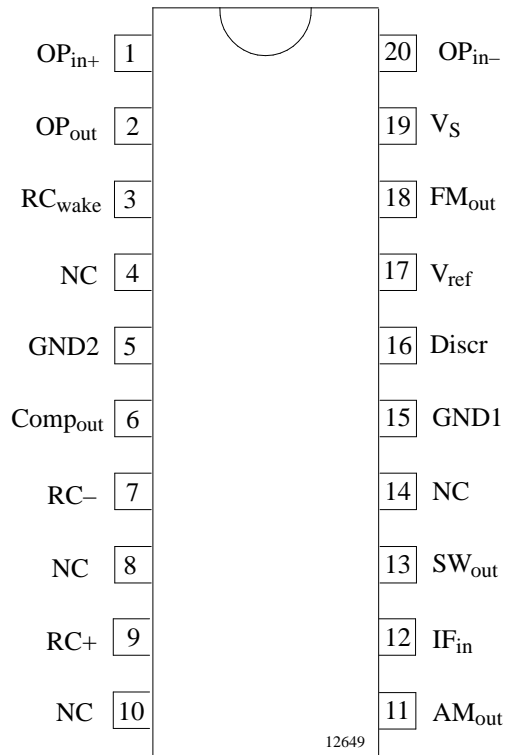 OPin+ 1 20 OPin–
OPout 2 19 VS
RCwake 3 18 FMout
NC 4 17 Vref
GND2 5 16 Discr
Compout 6 15 GND1
RC– 7 14 NC
NC 8 13 SWout
RC+ 9 12 IFin
NC 10 11 AMout
12649